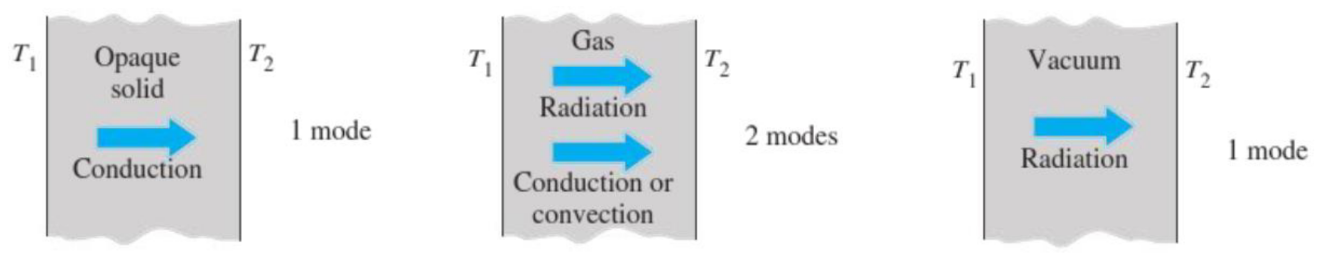 T1
Opaque
solid
Conduction
T2
1 mode
T1
Gas
Radiation
Conduction or
convection
T2
2 modes
T1
Vacuum
Radiation
T2
1 mode